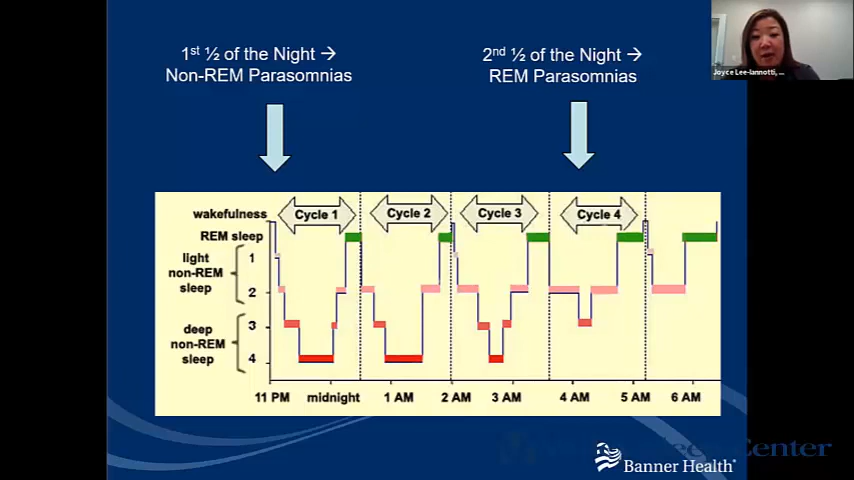 1st ½ of the Night →
Non-REM Parasomnias
2nd ½ of the Night →
REM Parasomnias
Joyce Lee-Iannotti, ...
wakefulness
Cycle 1
Cycle 2
Cycle 3
Cycle 4
REM sleep
light
non-REM
sleep
1
2
deep
non-REM
sleep
3
4
11 PM
midnight
1 AM
2 AM
3 AM
4 AM
5 AM
6 AM
Center
Banner Health®